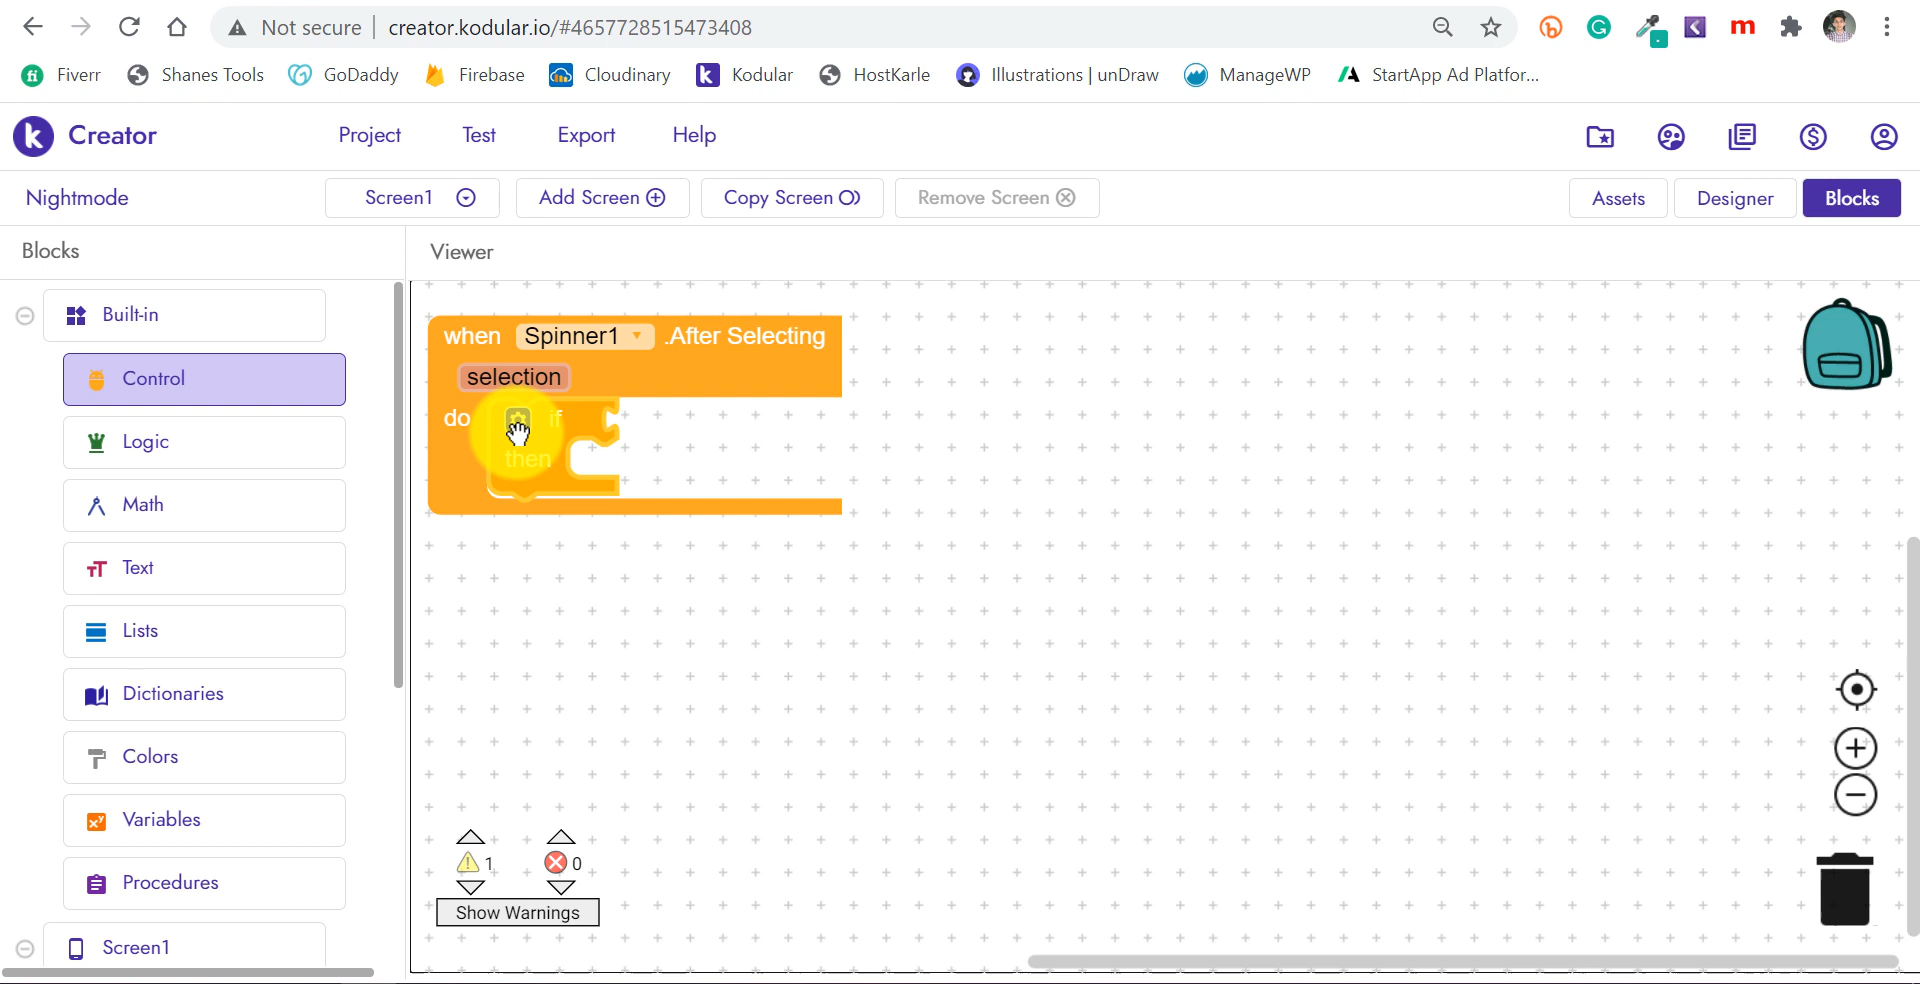 Not secure creator.kodular.io/#4657728515473408
Fiverr Shanes Tools GoDaddy Firebase Cloudinary Kodular HostKarle Illustrations | unDraw ManageWP StartApp Ad Platfor...
Creator Project Test Export Help
Nightmode Screen1 Add Screen Copy Screen Remove Screen Assets Designer Blocks
Blocks Viewer
Built-in
Control
Logic
Math
Text
Lists
Dictionaries
Colors
Variables
Procedures
Screen1
when Spinner1 .After Selecting
selection
do if
then
1 0
Show Warnings